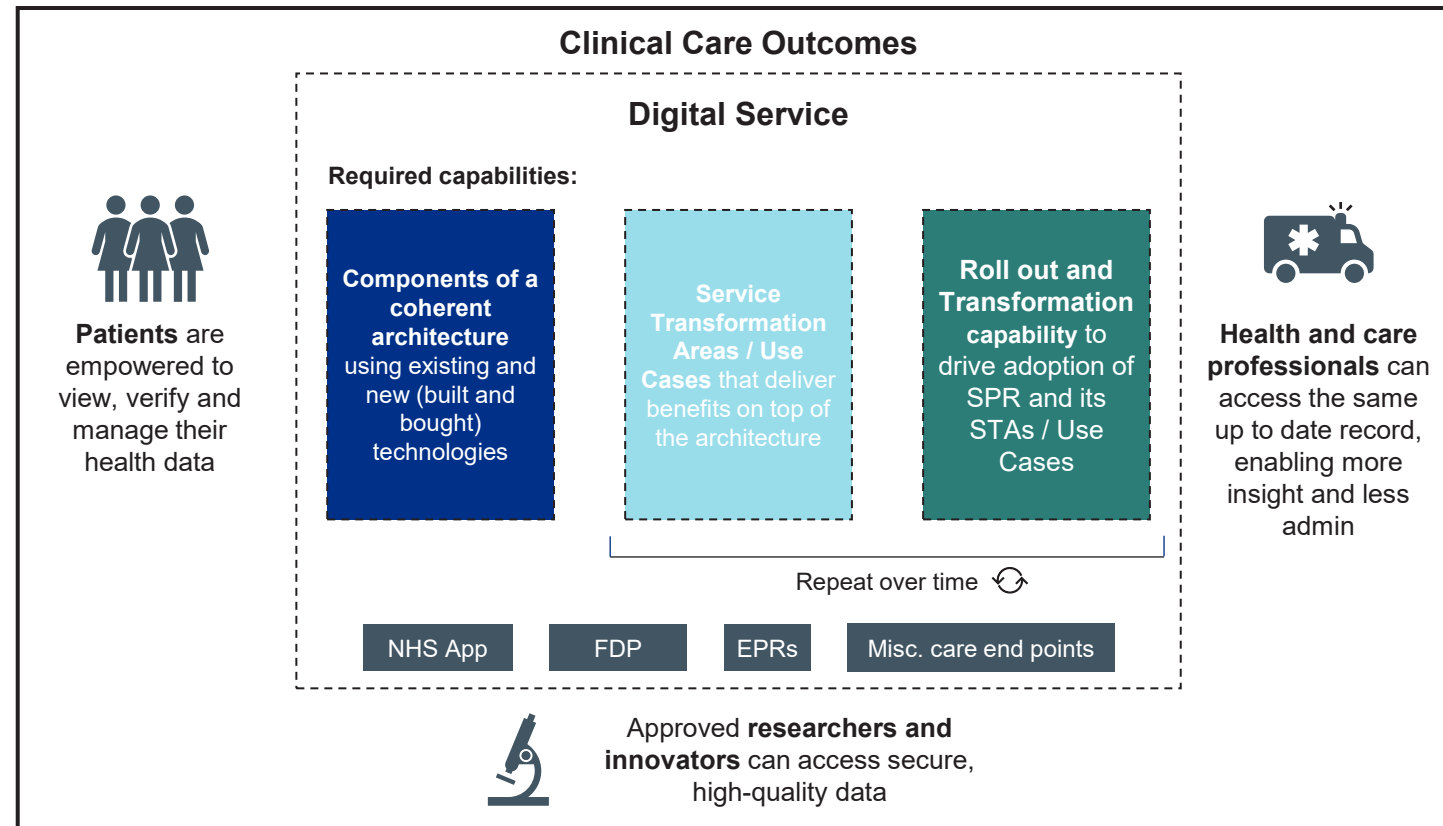 Clinical Care Outcomes
Digital Service
Required capabilities:
Patients are
empowered to
view, verify and
manage their
health data
Components of a
coherent
architecture
using existing and
new (built and
bought)
technologies
Service
Transformation
Areas / Use
Cases that deliver
benefits on top of
the architecture
Roll out and
Transformation
capability to
drive adoption of
SPR and its
STAs / Use
Cases
Health and care
professionals can
access the same
up to date record,
enabling more
insight and less
admin
Repeat over time
NHS App
FDP
EPRs
Misc. care end points
Approved researchers and
innovators can access secure,
high-quality data